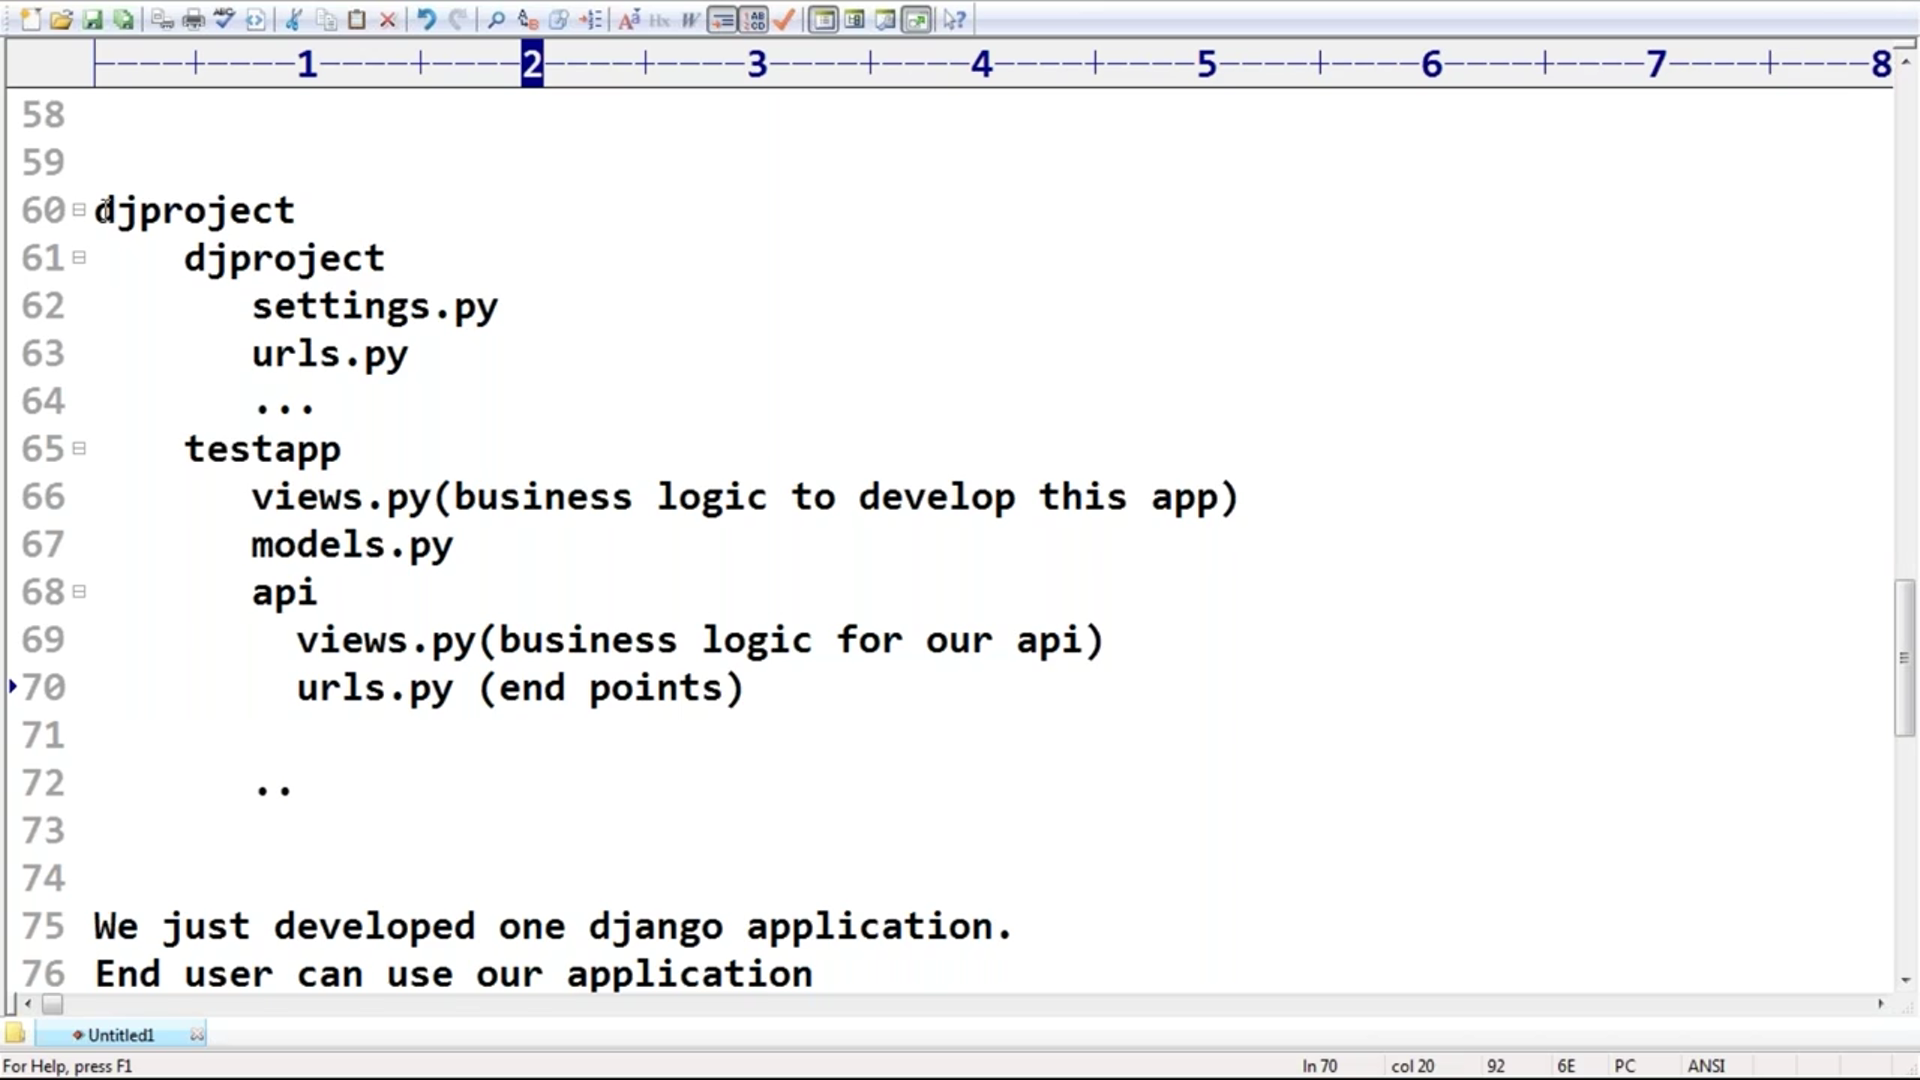 1 2 3 4 5 6 7 8
58
59
60 djproject
61 djproject
62 settings.py
63 urls.py
64 ...
65 testapp
66 views.py(business logic to develop this app)
67 models.py
68 api
69 views.py(business logic for our api)
70 urls.py (end points)
71
72 ..
73
74
75 We just developed one django application.
76 End user can use our application
Untitled1
For Help, press F1 ln 70 col 20 92 6E PC ANSI